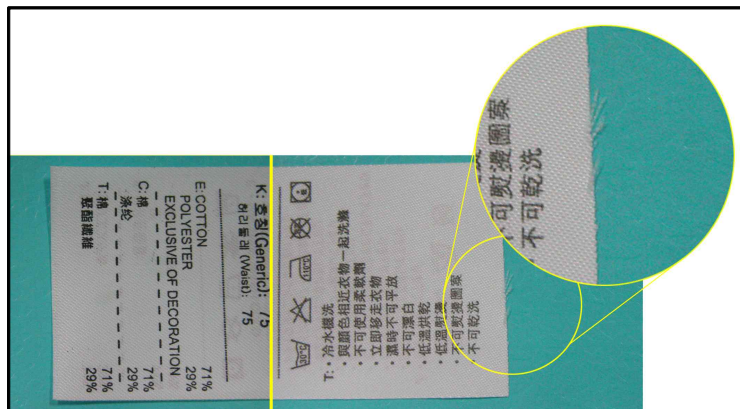 K: 호칭(Generic): 75
허리둘레 (Waist): 75
E:COTTON 71%
POLYESTER 29%
EXCLUSIVE OF DECORATION
C:棉 71%
涤纶 29%
T:棉 71%
聚酯纖維 29%
30°C 110°C
T:・冷水機洗
・與顏色相近衣物一起洗滌
・不可使用柔軟劑
・立即移走衣物
・濕時不可平放
・不可漂白
・低溫烘乾
・低溫熨燙
・不可熨燙圖案
・不可乾洗
可熨燙圖案
不可乾洗